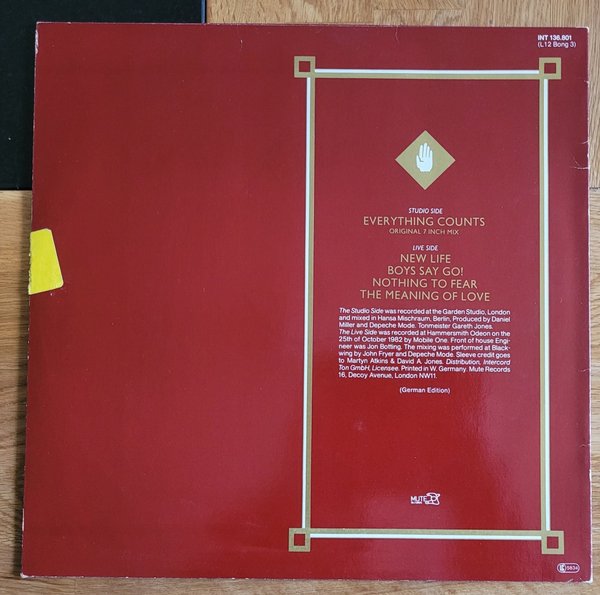 INT 136.801
(L12 Bong 3)
STUDIO SIDE
EVERYTHING COUNTS
ORIGINAL 7 INCH MIX
LIVE SIDE
NEW LIFE
BOYS SAY GO!
NOTHING TO FEAR
THE MEANING OF LOVE
The Studio Side was recorded at the Garden Studio, London
and mixed in Hansa Mischraum, Berlin, Produced by Daniel
Miller and Depeche Mode. Tonmeister Gareth Jones.
The Live Side was recorded at Hammersmith Odeon on the
25th of October 1982 by Mobile One. Front of house Engi-
neer was Jon Botting. The mixing was performed at Black-
wing by John Fryer and Depeche Mode. Sleeve credit goes
to Martyn Atkins & David A. Jones. Distribution, Intercord
Ton GmbH, Licensee. Printed in W. Germany. Mute Records
16, Decoy Avenue, London NW11.
(German Edition)
MUTE
5834